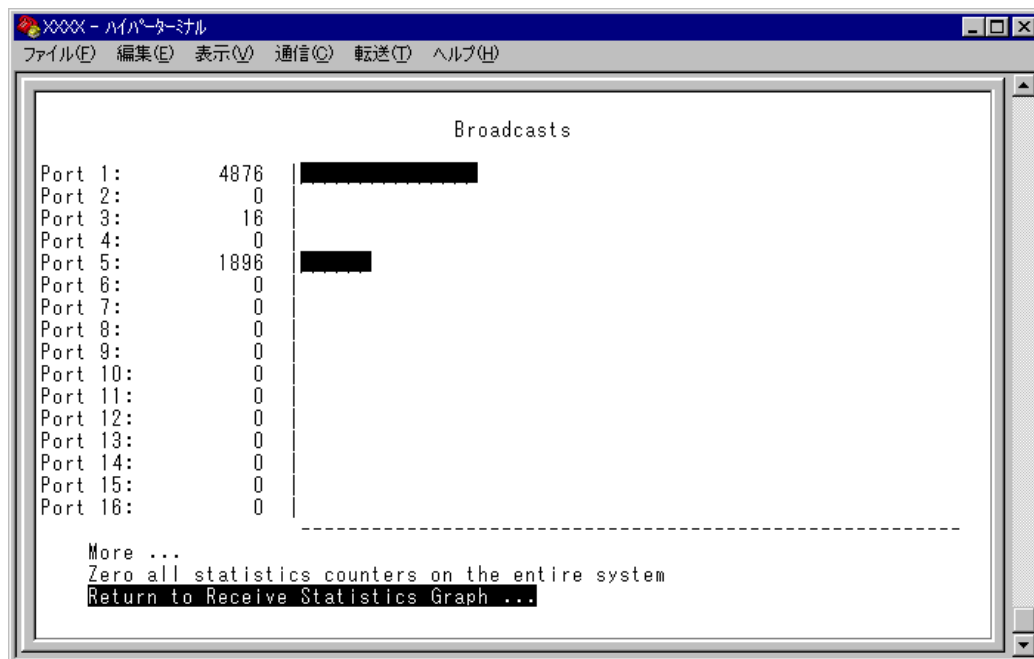 XXXX - ハイパーターミナル
ファイル(F) 編集(E) 表示(V) 通信(C) 転送(T) ヘルプ(H)
Broadcasts
Port 1: 4876 |
Port 2: 0 |
Port 3: 16 |
Port 4: 0 |
Port 5: 1896 |
Port 6: 0 |
Port 7: 0 |
Port 8: 0 |
Port 9: 0 |
Port 10: 0 |
Port 11: 0 |
Port 12: 0 |
Port 13: 0 |
Port 14: 0 |
Port 15: 0 |
Port 16: 0 |
More ...
Zero all statistics counters on the entire system
Return to Receive Statistics Graph ...